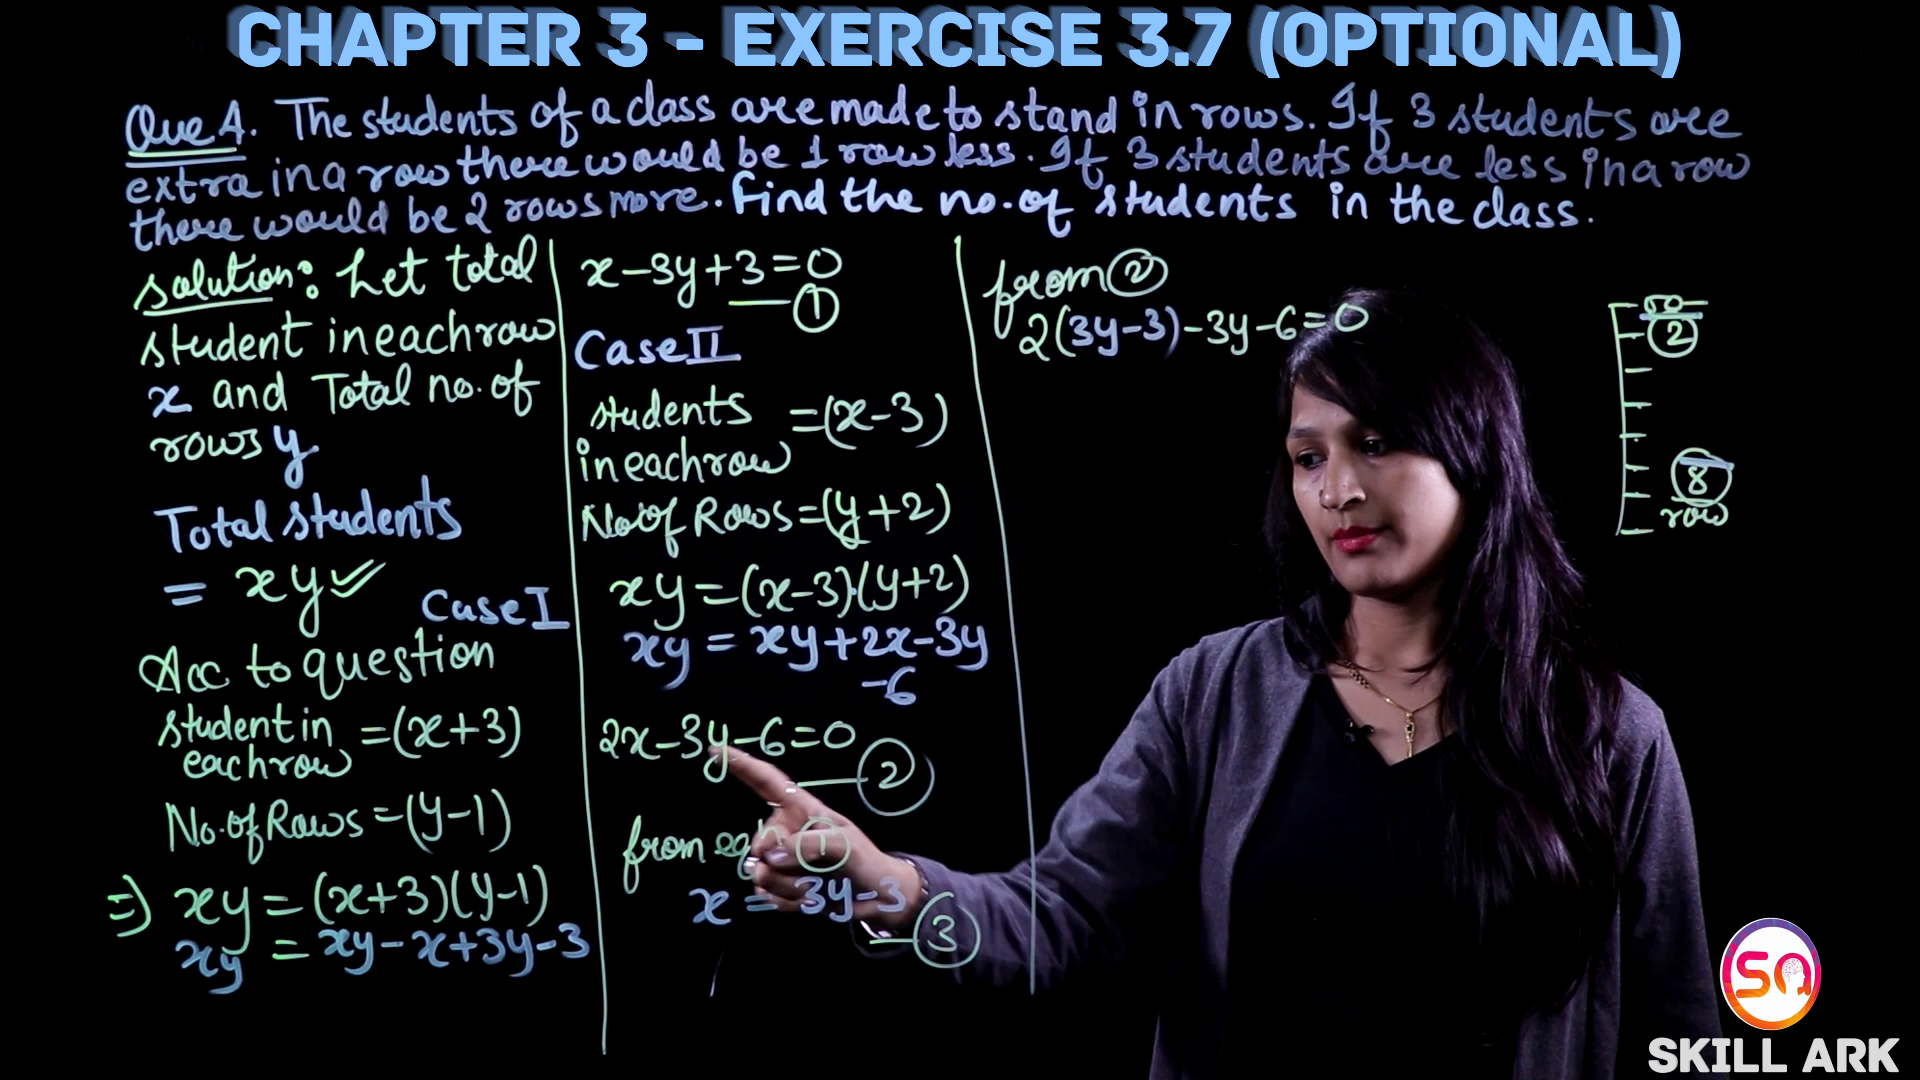 CHAPTER 3 - EXERCISE 3.7 (OPTIONAL)
Que 4. The students of a class are made to stand in rows. If 3 students are
extra in a row there would be 1 row less. If 3 students are less in a row
there would be 2 rows more. Find the no. of students in the class.
solution: Let total
student in each row
x and Total no. of
rows y
Total students
= xy ✓
Case I
Acc to question
student in
each row = (x+3)
No. of Rows = (y-1)
=> xy = (x+3)(y-1)
xy = xy-x+3y-3
x-3y+3=0
1
Case II
students
in each row = (x-3)
No of Rows = (y+2)
xy = (x-3).(y+2)
xy = xy+2x-3y
-6
2x-3y-6=0
2
from eqn 1
x = 3y-3
3
from 2
2(3y-3)-3y-6=0
50
2
8
row
SA
SKILL ARK